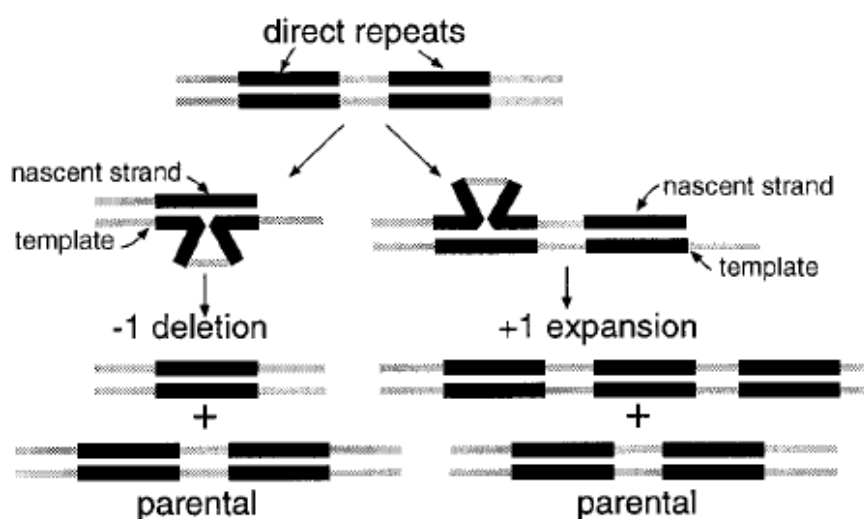 direct repeats
nascent strand
nascent strand
template
template
-1 deletion
+1 expansion
+
+
parental
parental